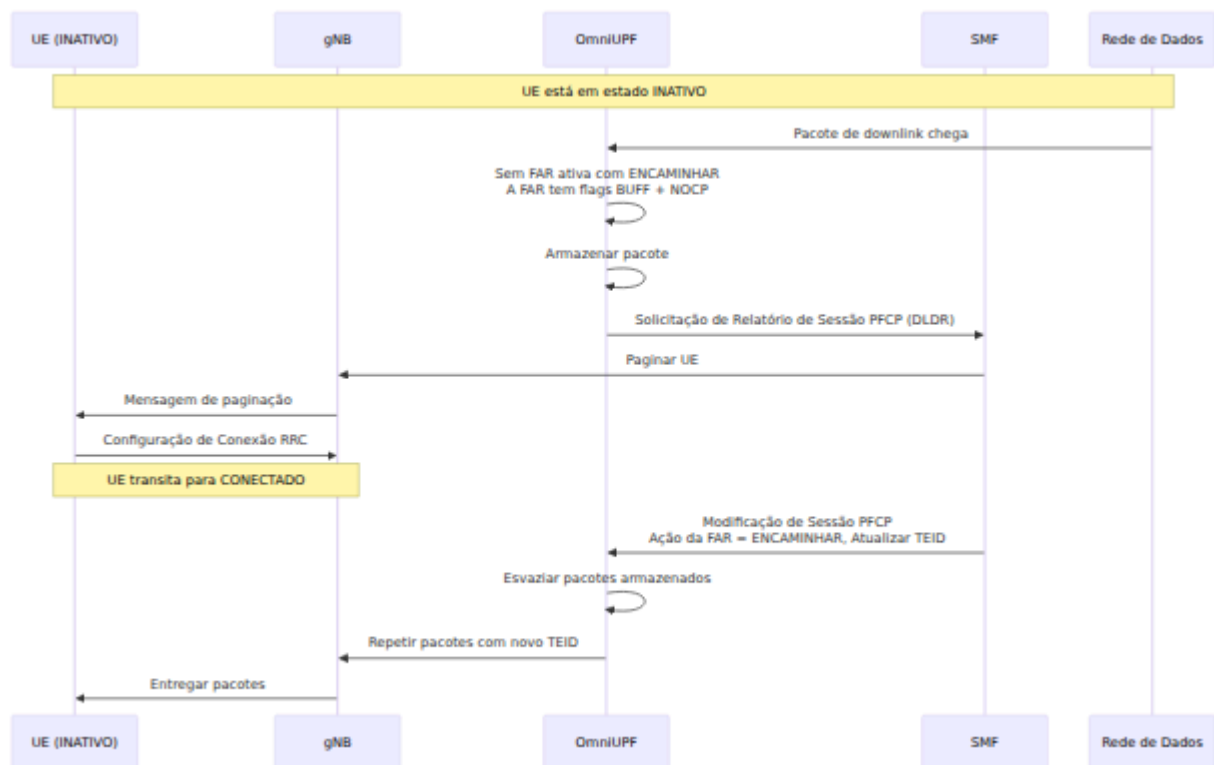 UE (INATIVO)
gNB
OmniUPF
SMF
Rede de Dados
UE está em estado INATIVO
Pacote de downlink chega
Sem FAR ativa com ENCAMINHAR
A FAR tem flags BUFF + NOCP
Armazenar pacote
Solicitação de Relatório de Sessão PFCP (DLDR)
Paginar UE
Mensagem de paginação
Configuração de Conexão RRC
UE transita para CONECTADO
Modificação de Sessão PFCP
Ação da FAR = ENCAMINHAR, Atualizar TEID
Esvaziar pacotes armazenados
Repetir pacotes com novo TEID
Entregar pacotes
UE (INATIVO)
gNB
OmniUPF
SMF
Rede de Dados